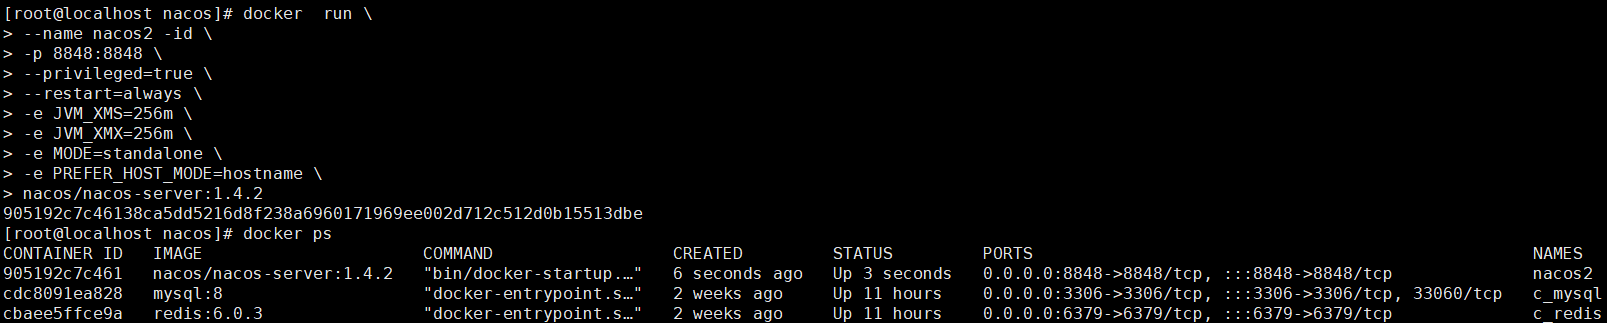 [root@localhost nacos]# docker  run \
> --name nacos2 -id \
> -p 8848:8848 \
> --privileged=true \
> --restart=always \
> -e JVM_XMS=256m \
> -e JVM_XMX=256m \
> -e MODE=standalone \
> -e PREFER_HOST_MODE=hostname \
> nacos/nacos-server:1.4.2
905192c7c46138ca5dd5216d8f238a6960171969ee002d712c512d0b15513dbe
[root@localhost nacos]# docker ps
CONTAINER ID   IMAGE                      COMMAND                  CREATED         STATUS         PORTS                                                  NAMES
905192c7c461   nacos/nacos-server:1.4.2   "bin/docker-startup.…"   6 seconds ago   Up 3 seconds   0.0.0.0:8848->8848/tcp, :::8848->8848/tcp              nacos2
cdc8091ea828   mysql:8                    "docker-entrypoint.s…"   2 weeks ago     Up 11 hours    0.0.0.0:3306->3306/tcp, :::3306->3306/tcp, 33060/tcp   c_mysql
cbaee5ffce9a   redis:6.0.3                "docker-entrypoint.s…"   2 weeks ago     Up 11 hours    0.0.0.0:6379->6379/tcp, :::6379->6379/tcp              c_redis